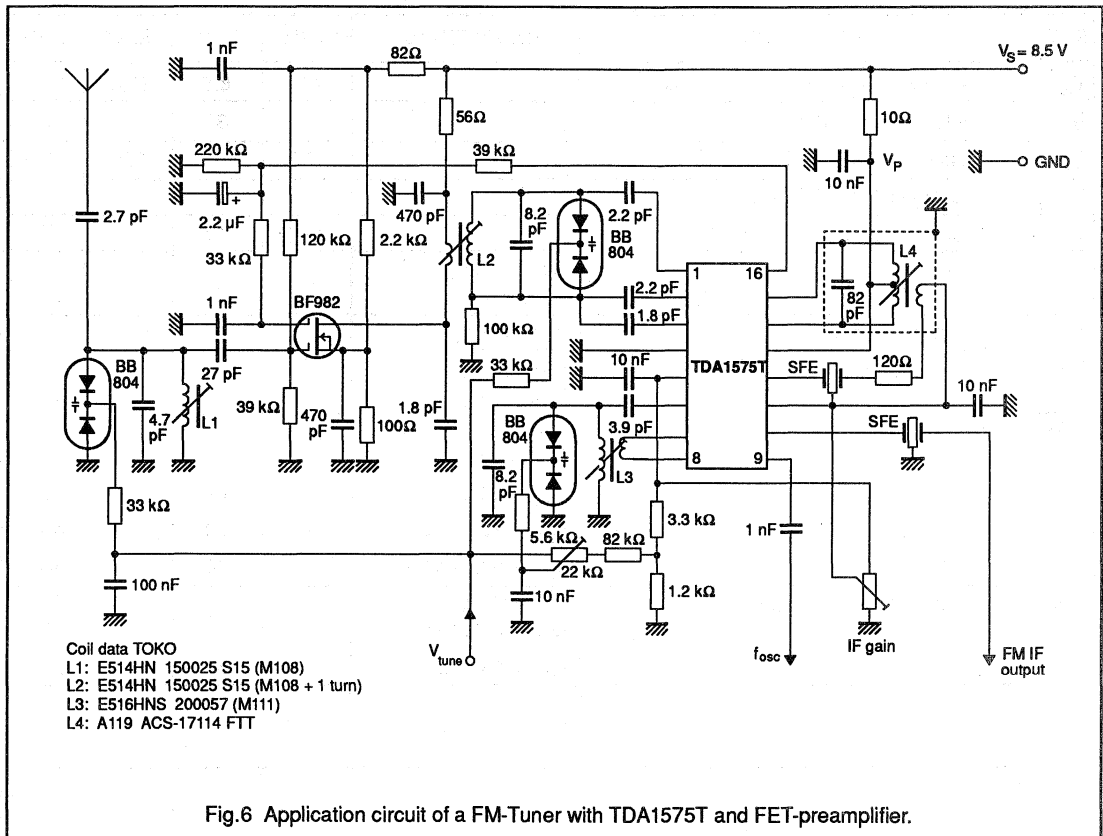 1 nF
82Ω
V_S = 8.5 V
56Ω
10Ω
220 kΩ
39 kΩ
V_P
GND
10 nF
2.7 pF
+
2.2 µF
470 pF
8.2 pF
2.2 pF
BB 804
L2
L4
33 kΩ
120 kΩ
2.2 kΩ
1
16
82 pF
2.2 pF
1 nF
BF982
1.8 pF
100 kΩ
TDA1575T
10 nF
SFE
120Ω
10 nF
BB 804
27 pF
33 kΩ
4.7 pF
L1
39 kΩ
470 pF
100Ω
1.8 pF
BB 804
3.9 pF
SFE
8.2 pF
L3
8
9
33 kΩ
3.3 kΩ
1 nF
5.6 kΩ
82 kΩ
22 kΩ
100 nF
10 nF
1.2 kΩ
IF gain
V_tune
f_osc
FM IF
output
Coil data TOKO
L1: E514HN 150025 S15 (M108)
L2: E514HN 150025 S15 (M108 + 1 turn)
L3: E516HNS 200057 (M111)
L4: A119 ACS-17114 FTT
Fig.6 Application circuit of a FM-Tuner with TDA1575T and FET-preamplifier.